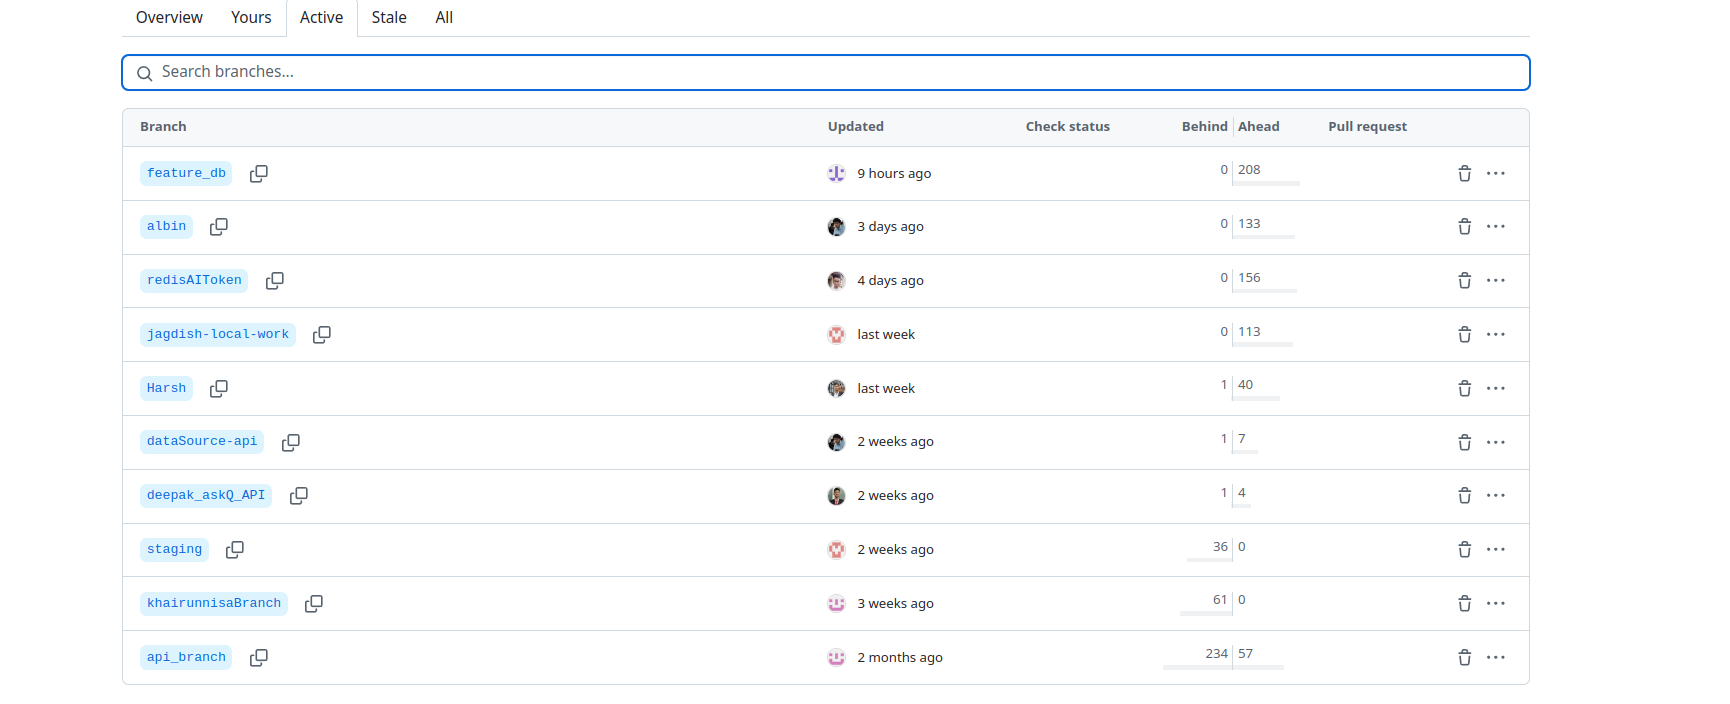 Overview Yours Active Stale All
Search branches...
Branch Updated Check status Behind Ahead Pull request
feature_db 9 hours ago 0 208
albin 3 days ago 0 133
redisAIToken 4 days ago 0 156
jagdish-local-work last week 0 113
Harsh last week 1 40
dataSource-api 2 weeks ago 1 7
deepak_askQ_API 2 weeks ago 1 4
staging 2 weeks ago 36 0
khairunnisaBranch 3 weeks ago 61 0
api_branch 2 months ago 234 57